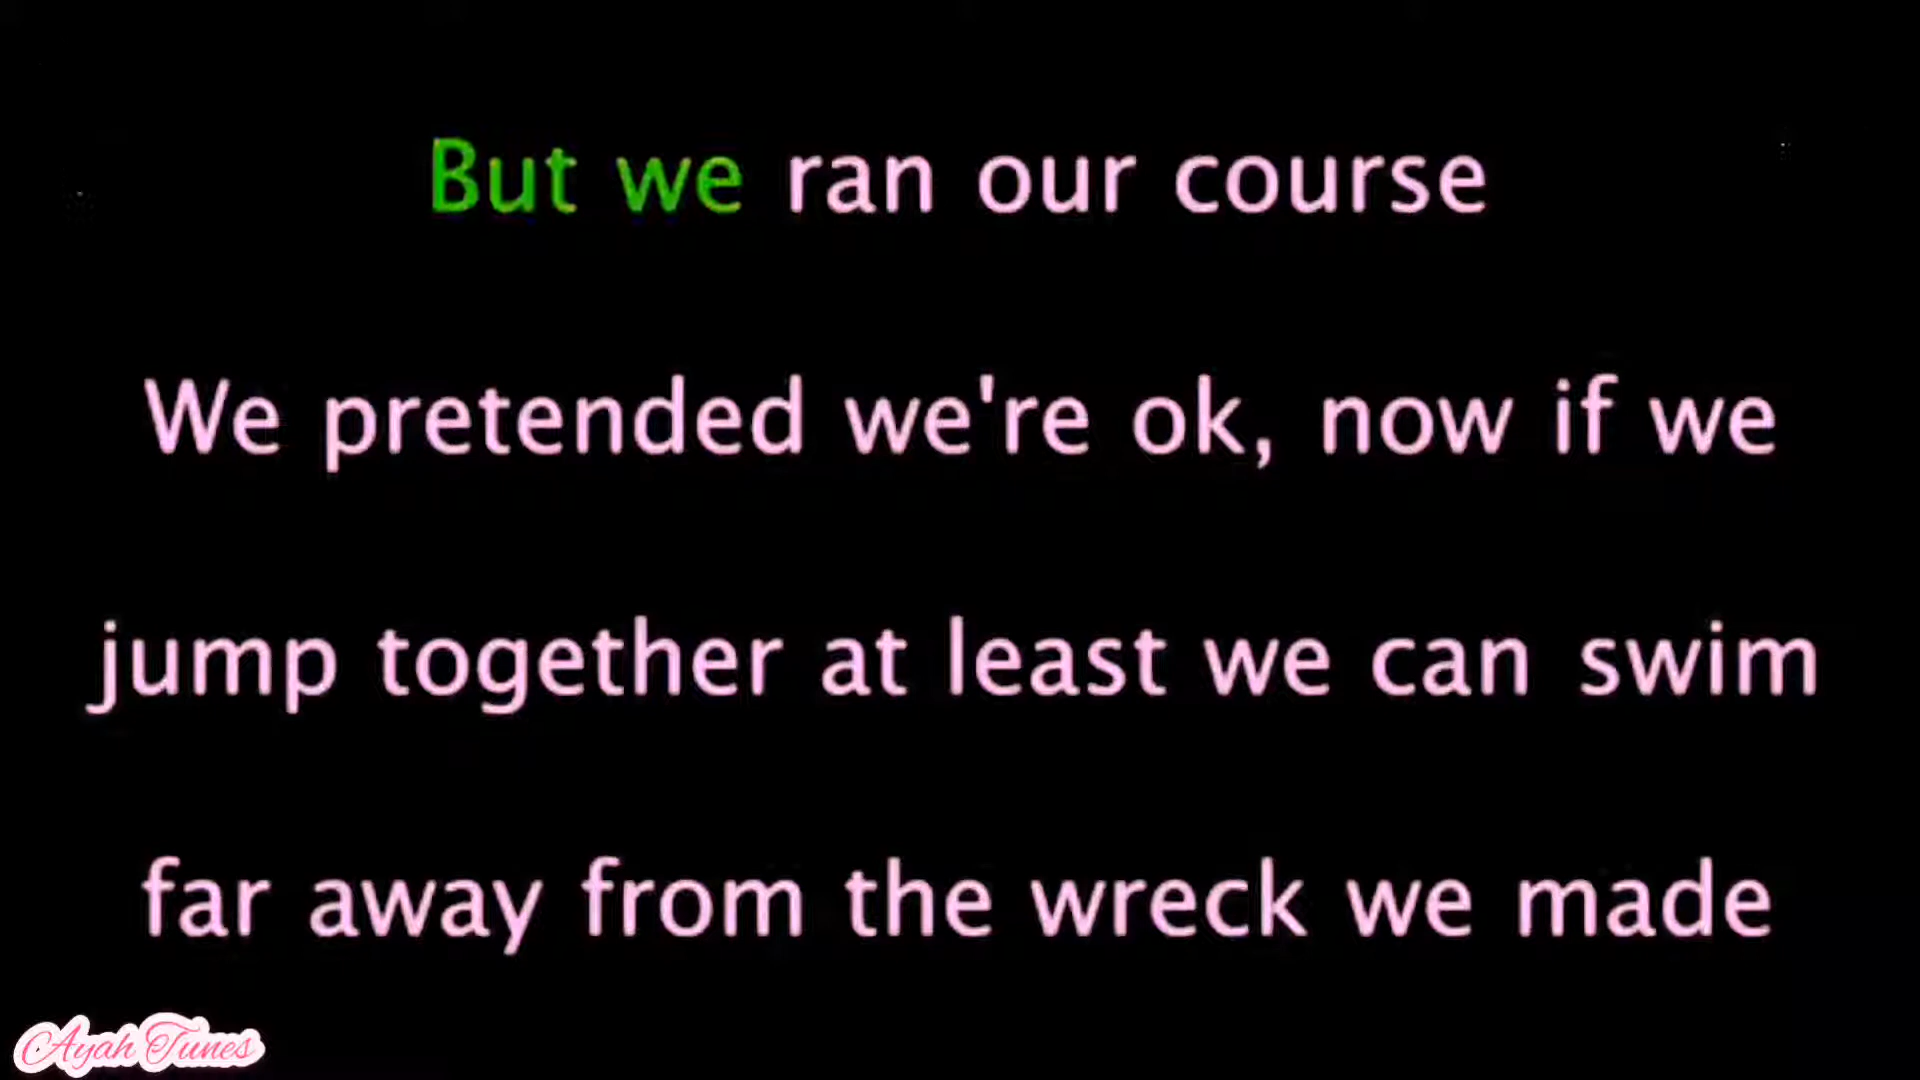 But we ran our course
We pretended we're ok, now if we
jump together at least we can swim
far away from the wreck we made
Ayah Tunes